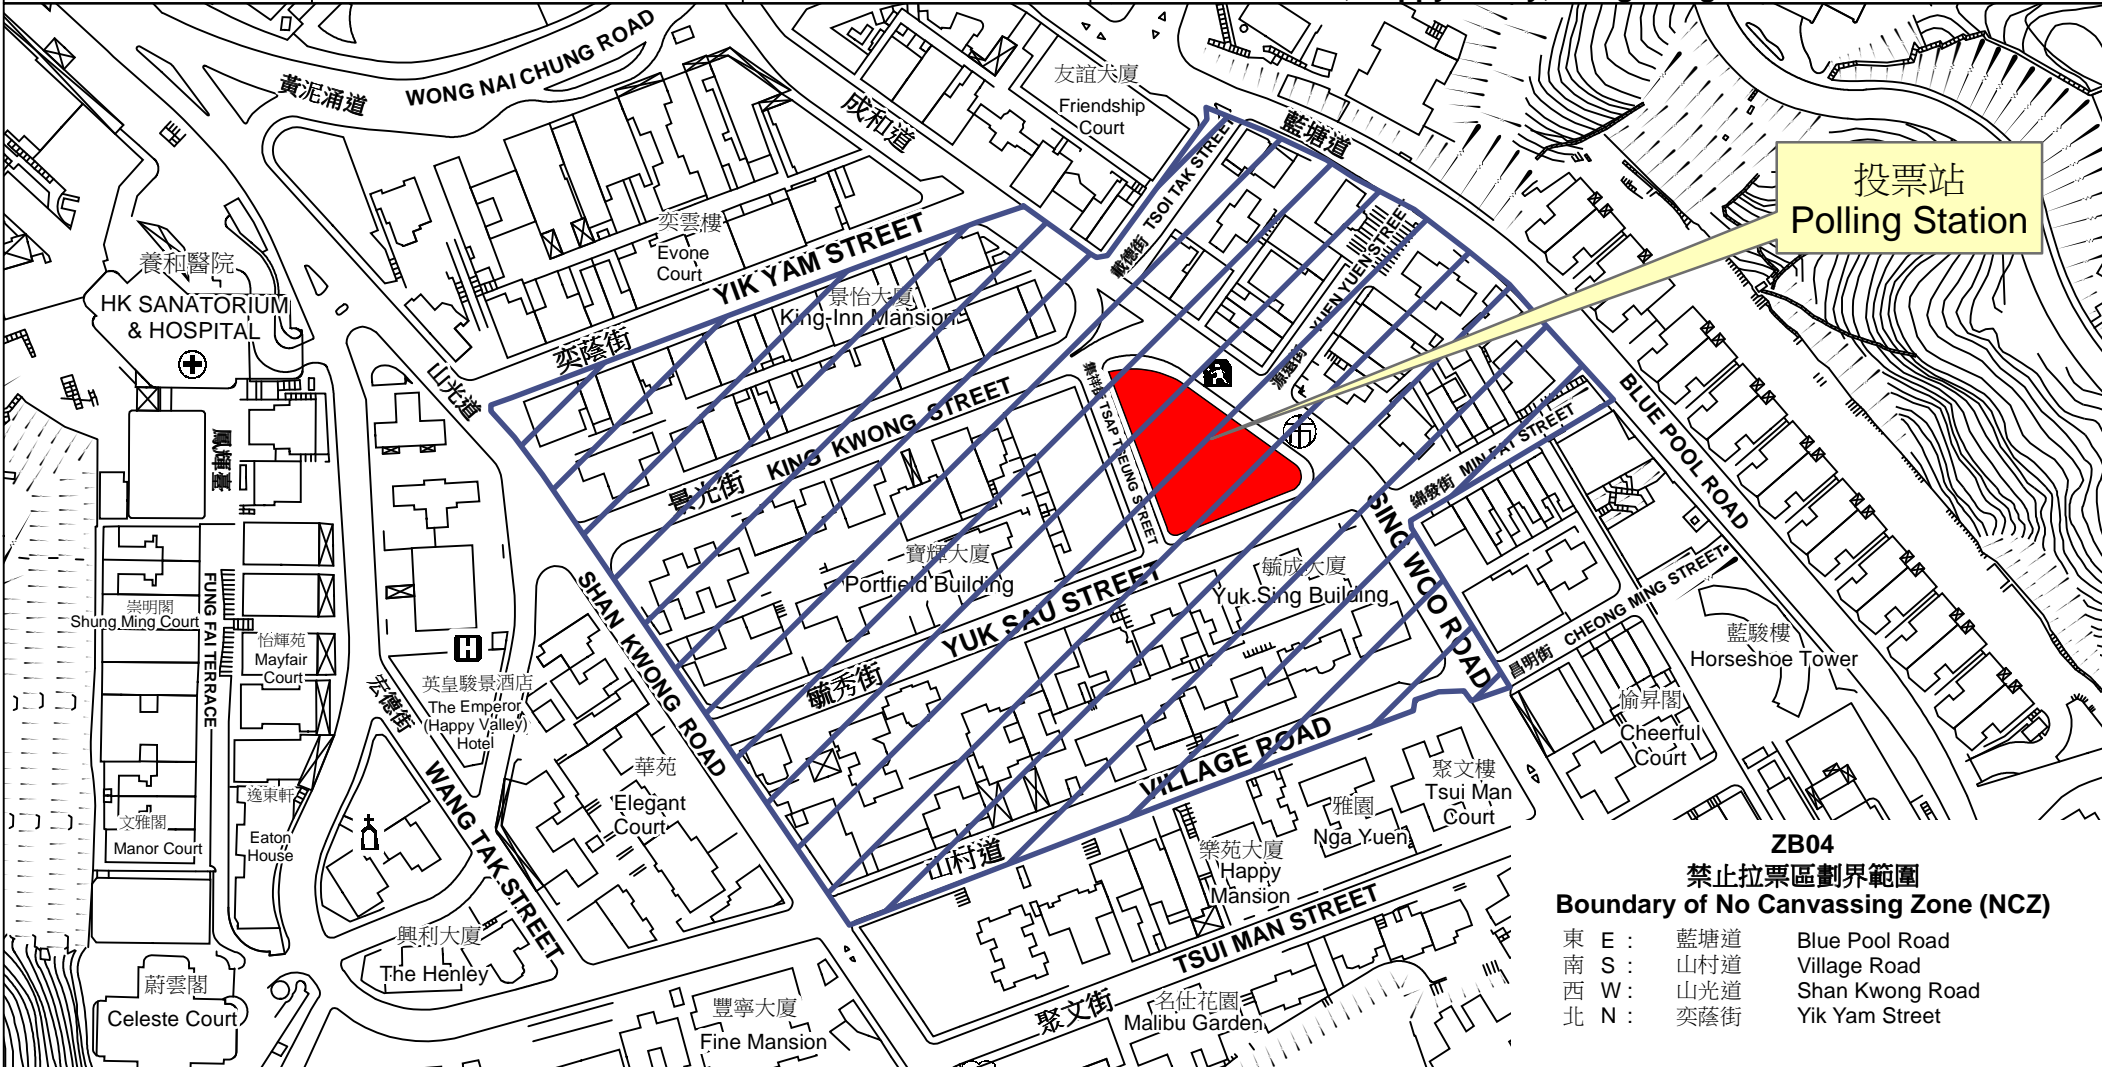 黃泥涌道 WONG NAI CHUNG ROAD
成和道
友誼大廈
Friendship
Court
藍塘道
投票站
Polling Station
戴德街 TSOI TAK STREET
奕雲樓
Evone
Court
奕蔭街 YIK YAM STREET
養和醫院
HK SANATORIUM
& HOSPITAL
景怡大廈
King-Inn Mansion
源遠街 YUEN YUEN STREET
山光道
鳳輝臺
景光街 KING KWONG STREET
集祥街 TSAP TSEUNG STREET
綿發街 MIN FAT STREET
BLUE POOL ROAD
SING WOO ROAD
寶輝大廈
Portfield Building
毓成大廈
Yuk Sing Building
毓秀街 YUK SAU STREET
昌明街 CHEONG MING STREET
SHAN KWONG ROAD
FUNG FAI TERRACE
崇明閣
Shung Ming Court
怡輝苑
Mayfair
Court
H
英皇駿景酒店
The Emperor
(Happy Valley)
Hotel
宏德街
WANG TAK STREET
藍駿樓
Horseshoe Tower
愉昇閣
Cheerful
Court
華苑
Elegant
Court
山村道 VILLAGE ROAD
聚文樓
Tsui Man
Court
雅園
Nga Yuen
樂苑大廈
Happy
Mansion
逸東軒
Eaton
House
文雅閣
Manor Court
興利大廈
The Henley
蔚雲閣
Celeste Court
豐寧大廈
Fine Mansion
聚文街 TSUI MAN STREET
名仕花園
Malibu Garden
ZB04
禁止拉票區劃界範圍
Boundary of No Canvassing Zone (NCZ)
東 E : 藍塘道 Blue Pool Road
南 S : 山村道 Village Road
西 W : 山光道 Shan Kwong Road
北 N : 奕蔭街 Yik Yam Street